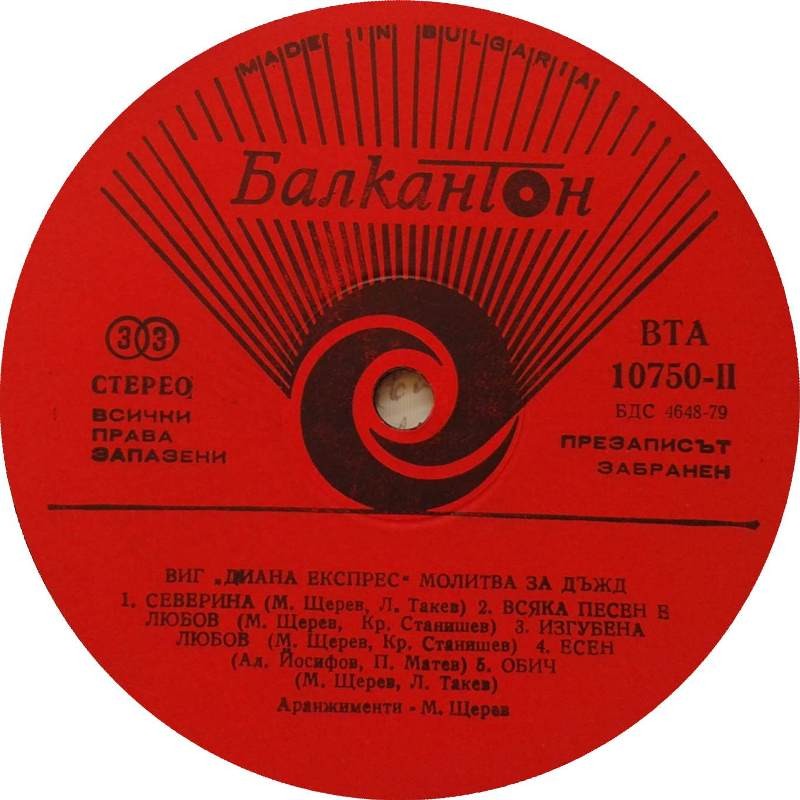 MADE IN BULGARIA
Балкантон
33
СТЕРЕО
ВСИЧКИ
ПРАВА
ЗАПАЗЕНИ
ВТА
10750-II
БДС 4648-79
ПРЕЗАПИСЪТ
ЗАБРАНЕН
ВИГ „ДИАНА ЕКСПРЕС“ МОЛИТВА ЗА ДЪЖД
1. СЕВЕРИНА (М. Щерев, Л. Такев) 2. ВСЯКА ПЕСЕН Е
ЛЮБОВ (М. Щерев, Кр. Станишев) 3. ИЗГУБЕНА
ЛЮБОВ (М. Щерев, Кр. Станишев) 4. ЕСЕН
(Ал. Йосифов, П. Матев) 5. ОБИЧ
(М. Щерев, Л. Такев)
Аранжименти - М. Щерев